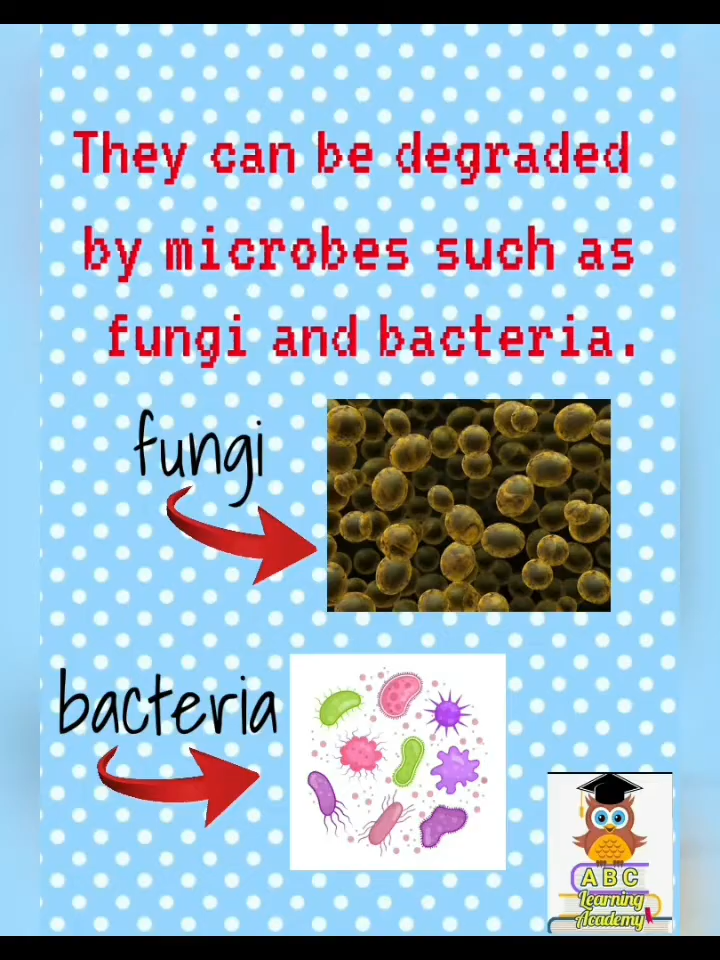 They can be degraded
by microbes such as
fungi and bacteria.
fungi
bacteria
ABC
Learning
Academy